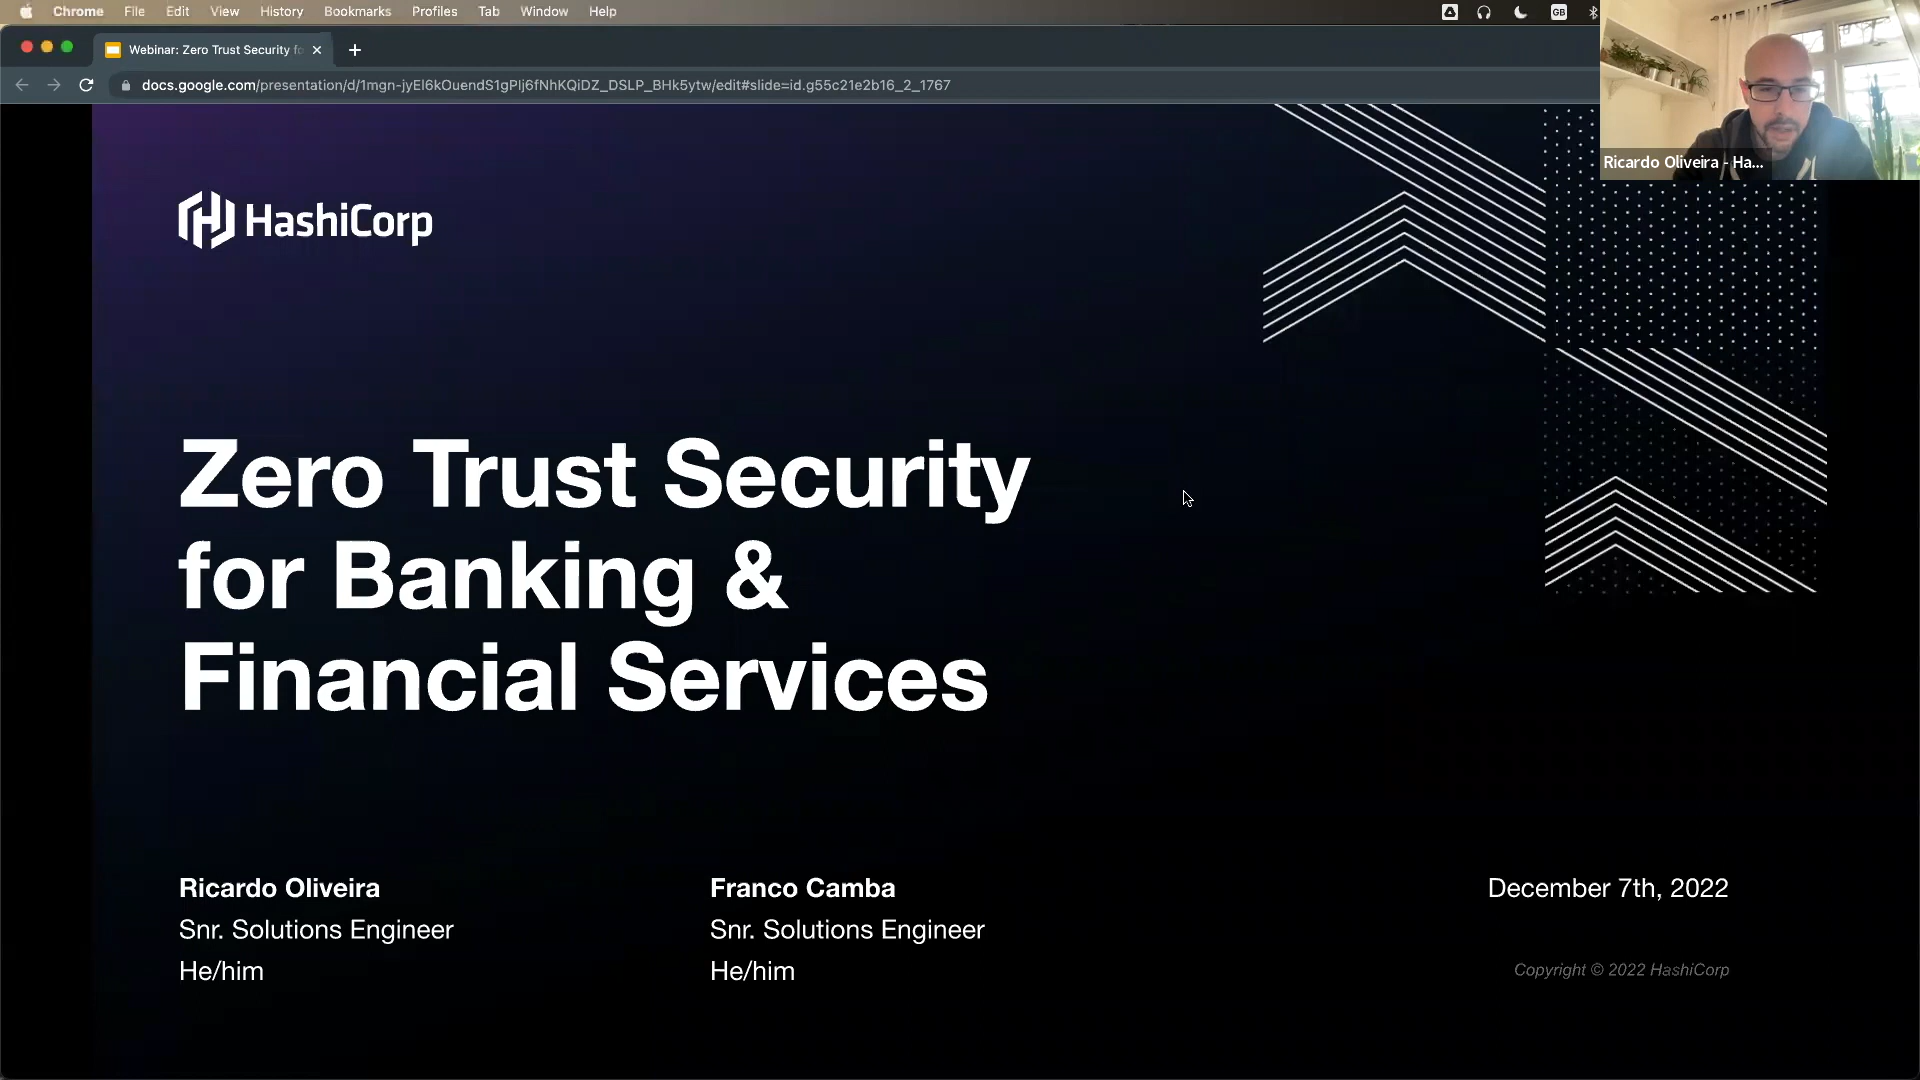 Chrome File Edit View History Bookmarks Profiles Tab Window Help GB
Webinar: Zero Trust Security fo
docs.google.com/presentation/d/1mgn-jyEl6kOuendS1gPlj6fNhKQiDZ_DSLP_BHk5ytw/edit#slide=id.g55c21e2b16_2_1767
Ricardo Oliveira - Ha...
HashiCorp
Zero Trust Security
for Banking &
Financial Services
Ricardo Oliveira
Snr. Solutions Engineer
He/him
Franco Camba
Snr. Solutions Engineer
He/him
December 7th, 2022
Copyright © 2022 HashiCorp